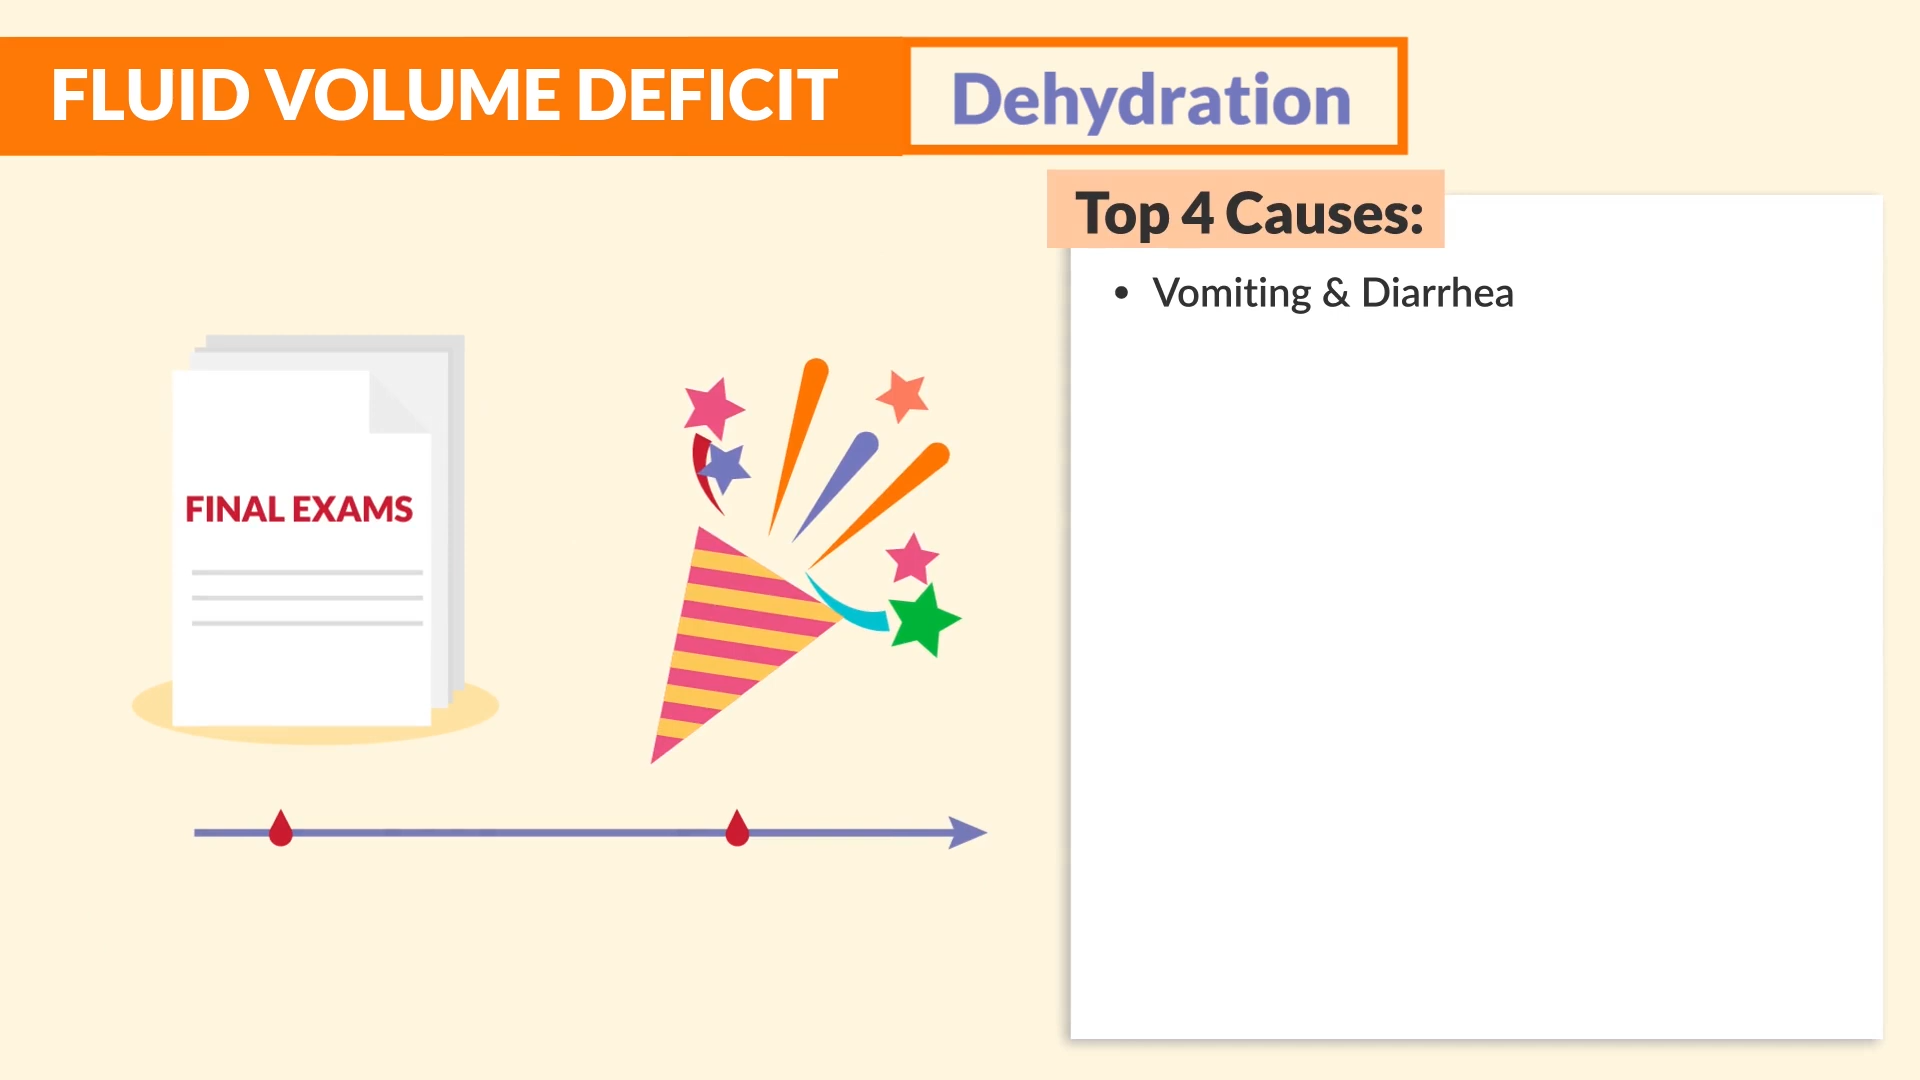 FLUID VOLUME DEFICIT
Dehydration
Top 4 Causes:
• Vomiting & Diarrhea
FINAL EXAMS